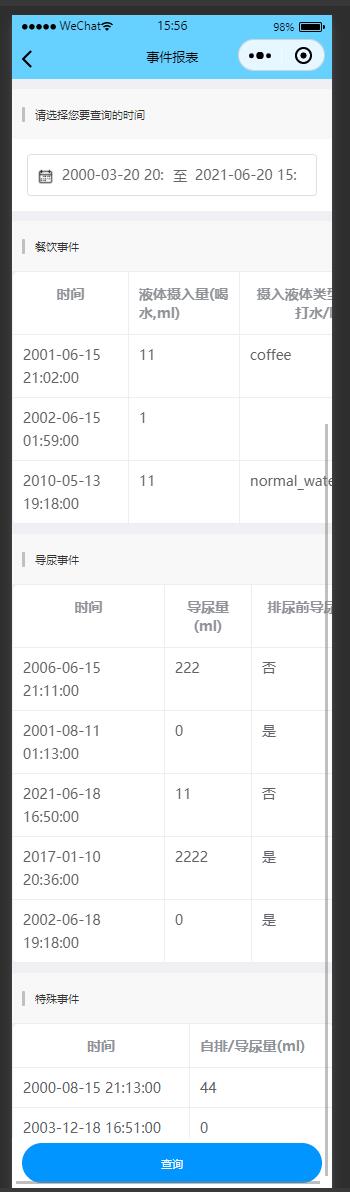 WeChat 15:56 98%
事件报表
请选择您要查询的时间
2000-03-20 20: 至 2021-06-20 15:
餐饮事件
时间 液体摄入量(喝 摄入液体类
水,ml) 打水/
2001-06-15 11 coffee
21:02:00
2002-06-15 1
01:59:00
2010-05-13 11 normal_wate
19:18:00
导尿事件
时间 导尿量 排尿前导
(ml)
2006-06-15 222 否
21:11:00
2001-08-11 0 是
01:13:00
2021-06-18 11 否
16:50:00
2017-01-10 2222 是
20:36:00
2002-06-18 0 是
19:18:00
特殊事件
时间 自排/导尿量(ml)
2000-08-15 21:13:00 44
2003-12-18 16:51:00 0
查询